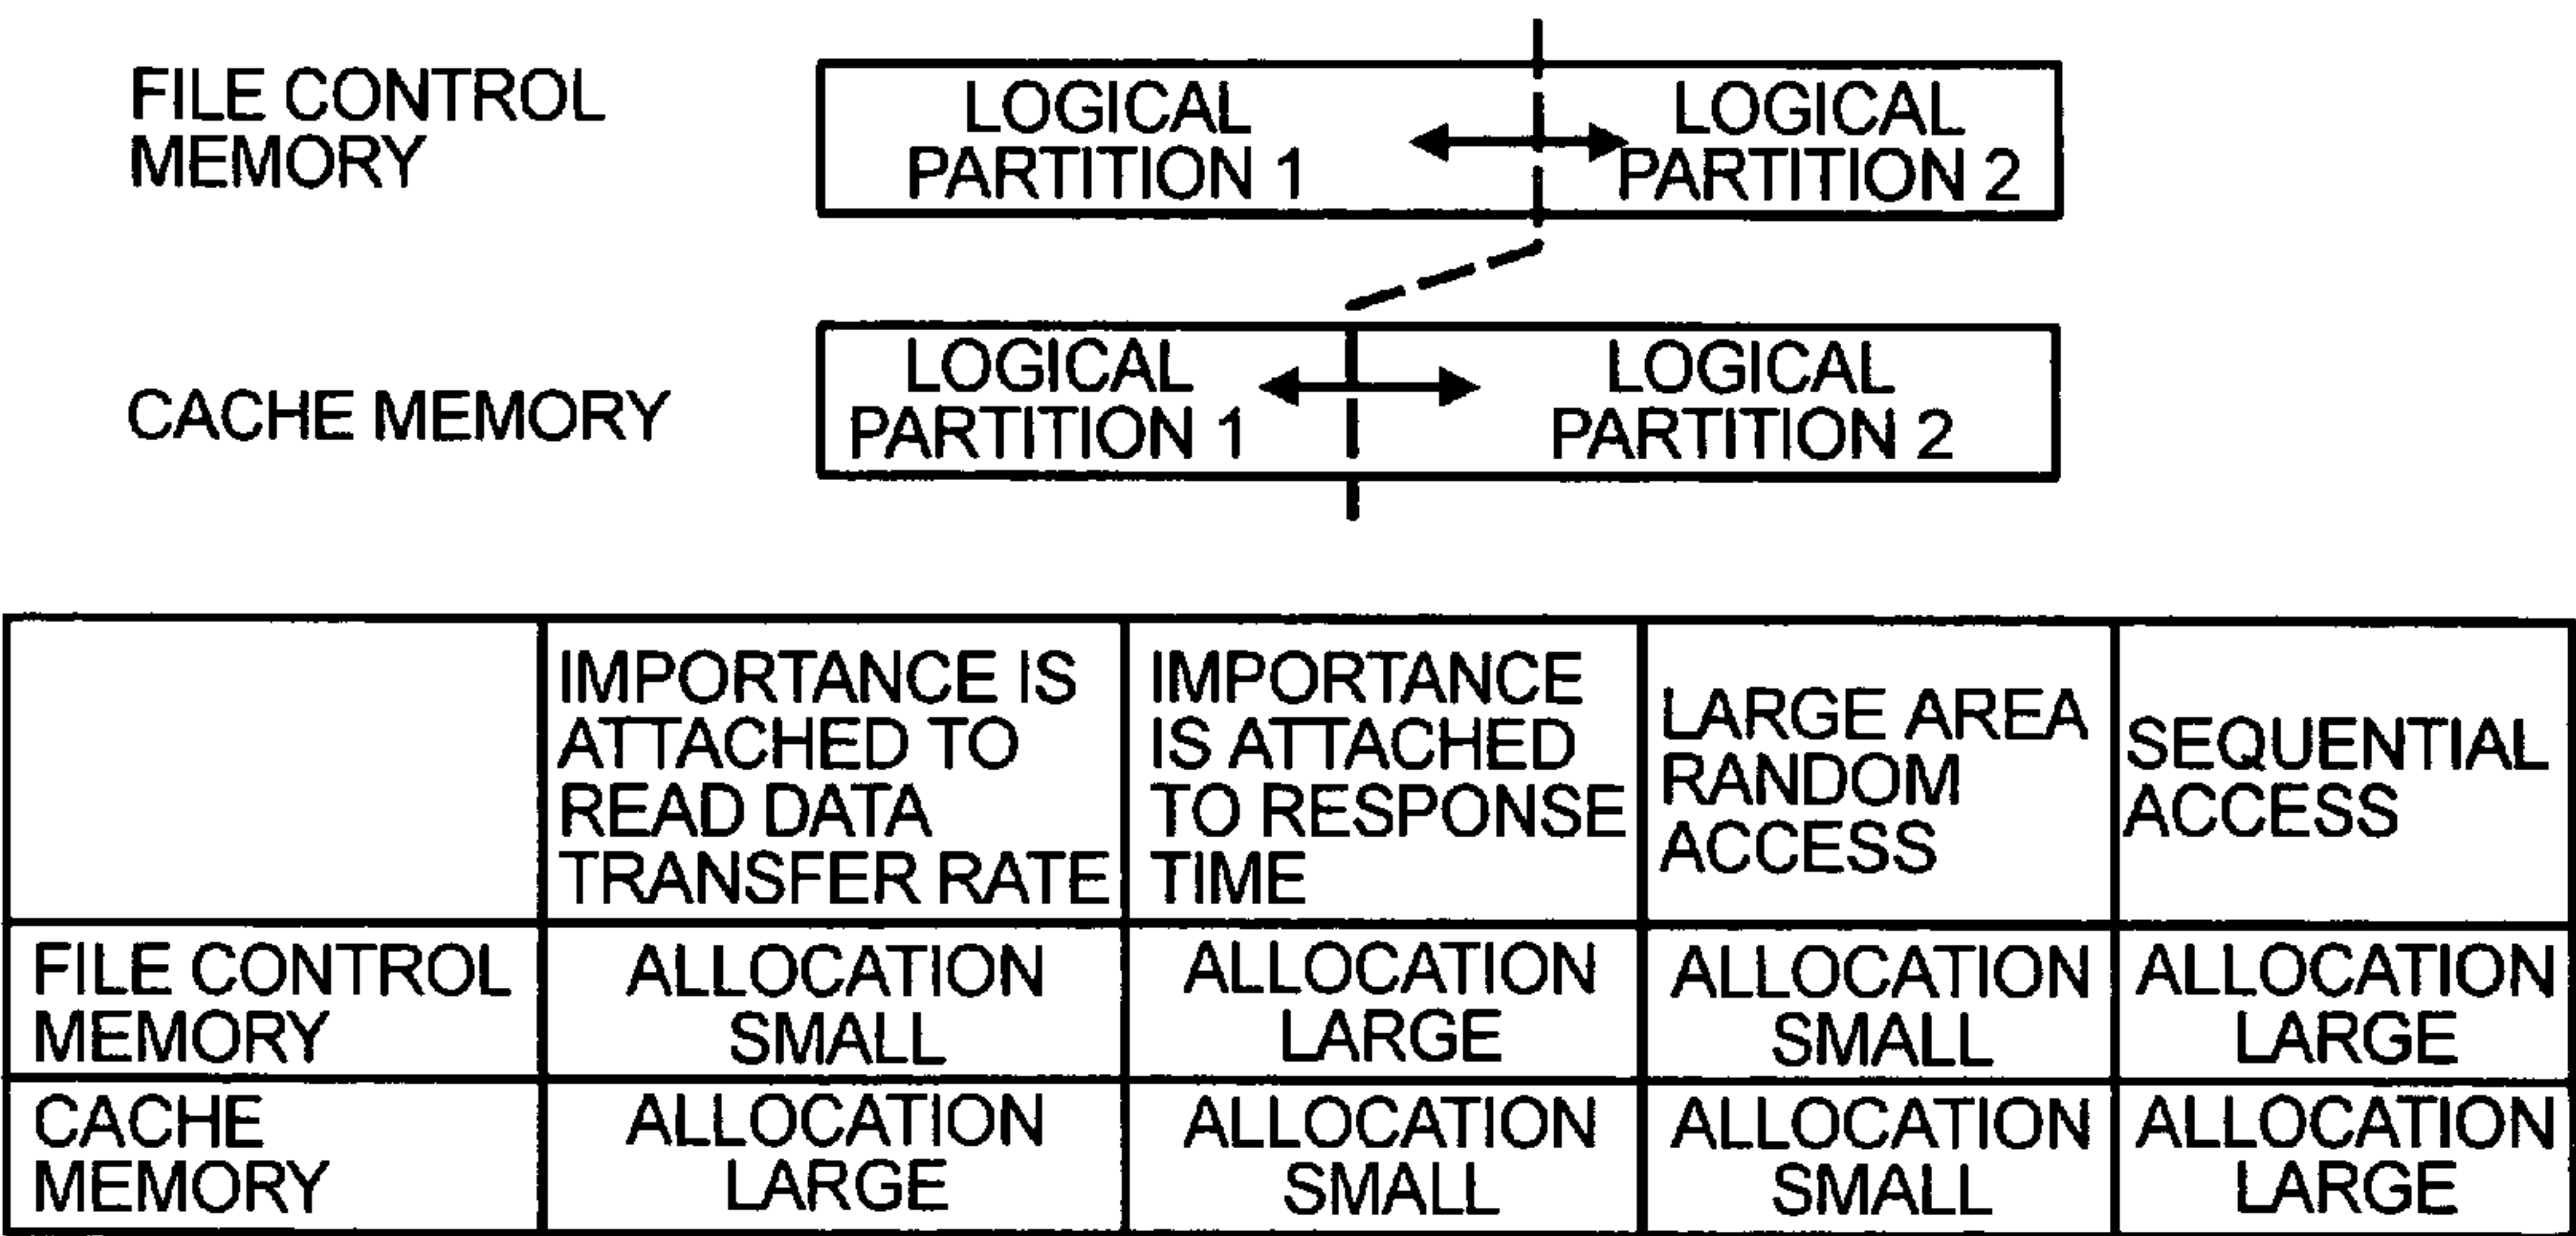 FILE CONTROL
MEMORY
LOGICAL
PARTITION 1
LOGICAL
PARTITION 2
CACHE MEMORY
LOGICAL
PARTITION 1
LOGICAL
PARTITION 2
IMPORTANCE IS
ATTACHED TO
READ DATA
TRANSFER RATE
IMPORTANCE
IS ATTACHED
TO RESPONSE
TIME
LARGE AREA
RANDOM
ACCESS
SEQUENTIAL
ACCESS
FILE CONTROL
MEMORY
ALLOCATION
SMALL
ALLOCATION
LARGE
ALLOCATION
SMALL
ALLOCATION
LARGE
CACHE
MEMORY
ALLOCATION
LARGE
ALLOCATION
SMALL
ALLOCATION
SMALL
ALLOCATION
LARGE